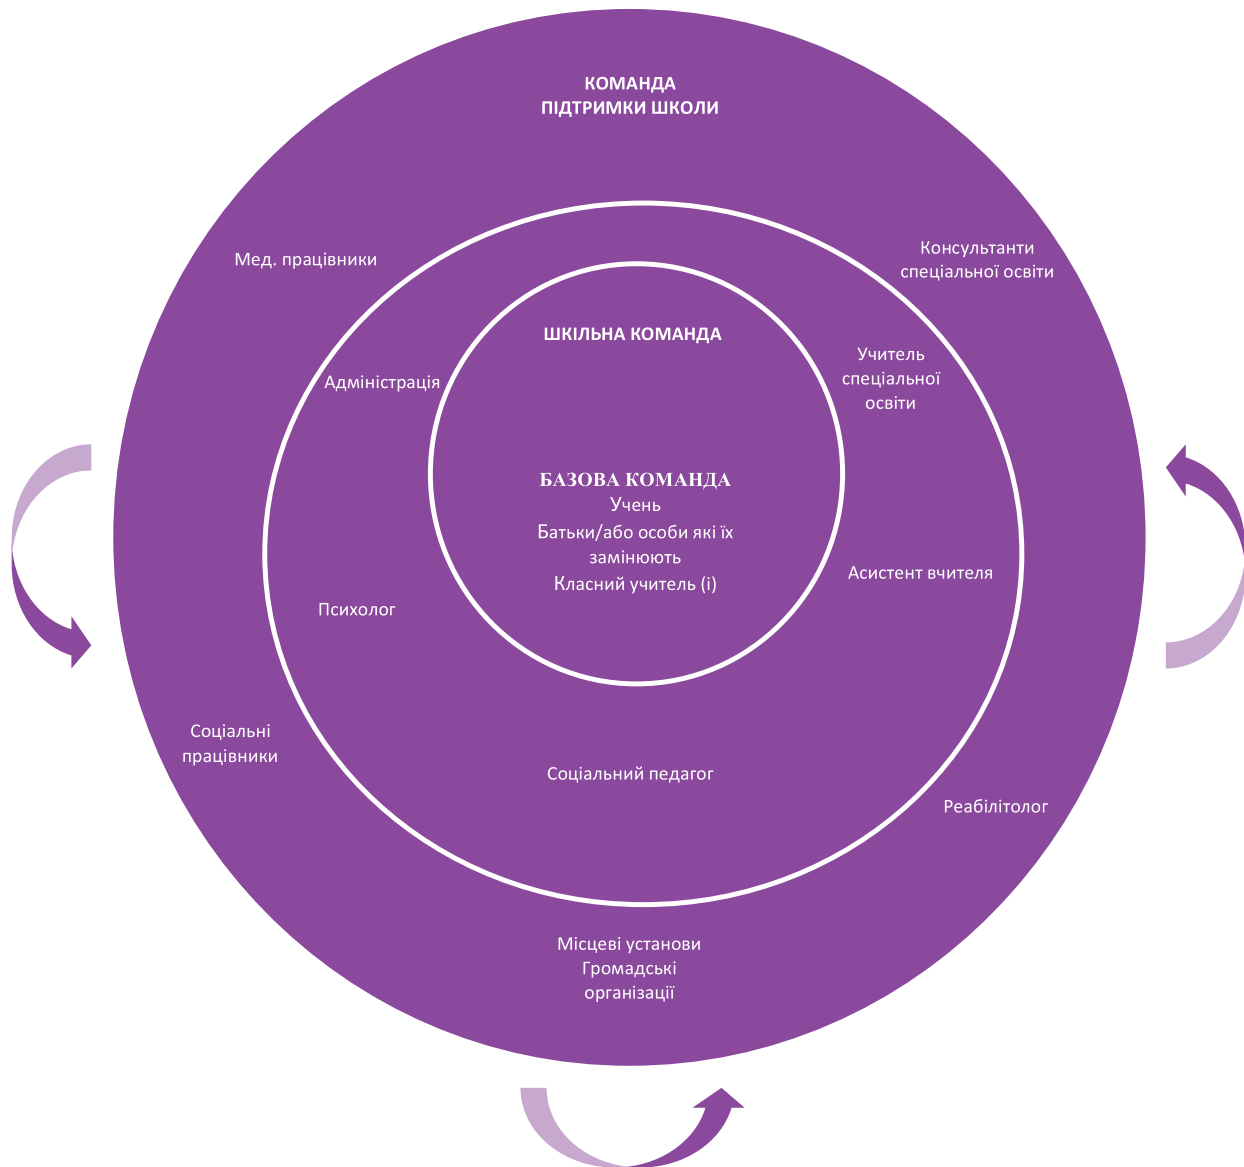 КОМАНДА
ПІДТРИМКИ ШКОЛИ
Мед. працівники
Консультанти
спеціальної освіти
ШКІЛЬНА КОМАНДА
Адміністрація
Учитель
спеціальної
освіти
БАЗОВА КОМАНДА
Учень
Батьки/або особи які їх
замінюють
Класний учитель (і)
Асистент вчителя
Психолог
Соціальні
працівники
Соціальний педагог
Реабілітолог
Місцеві установи
Громадські
організації